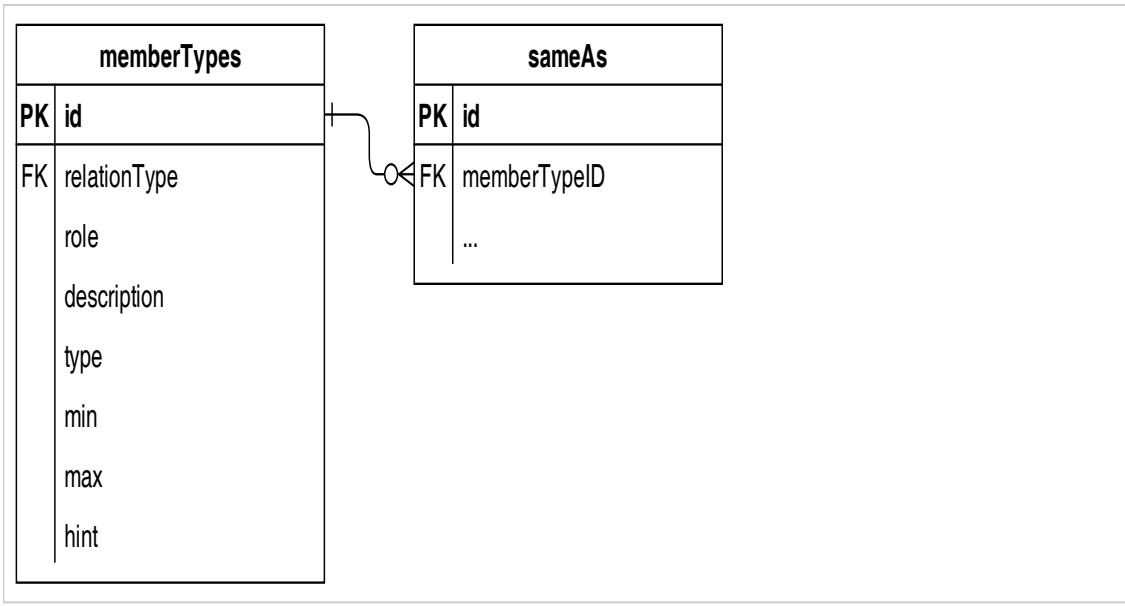 memberTypes
PK id
FK relationType
role
description
type
min
max
hint
sameAs
PK id
FK memberTypeID
...